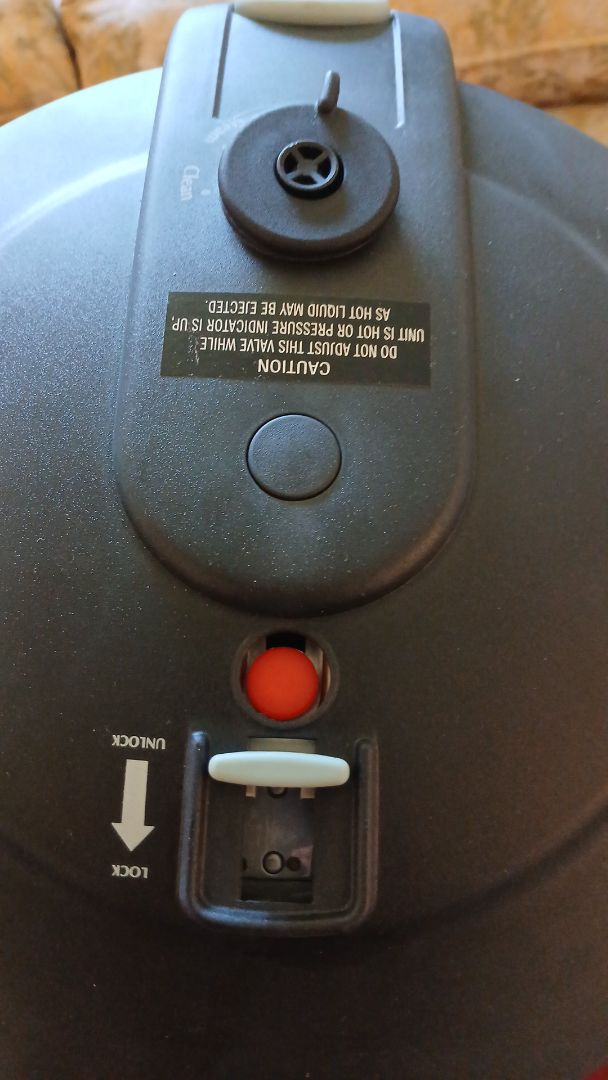 CAUTION.
DO NOT ADJUST THIS VALVE WHILE
UNIT IS HOT OR PRESSURE INDICATOR IS UP,
AS HOT LIQUID MAY BE EJECTED.
Clean
UNLOCK
LOCK